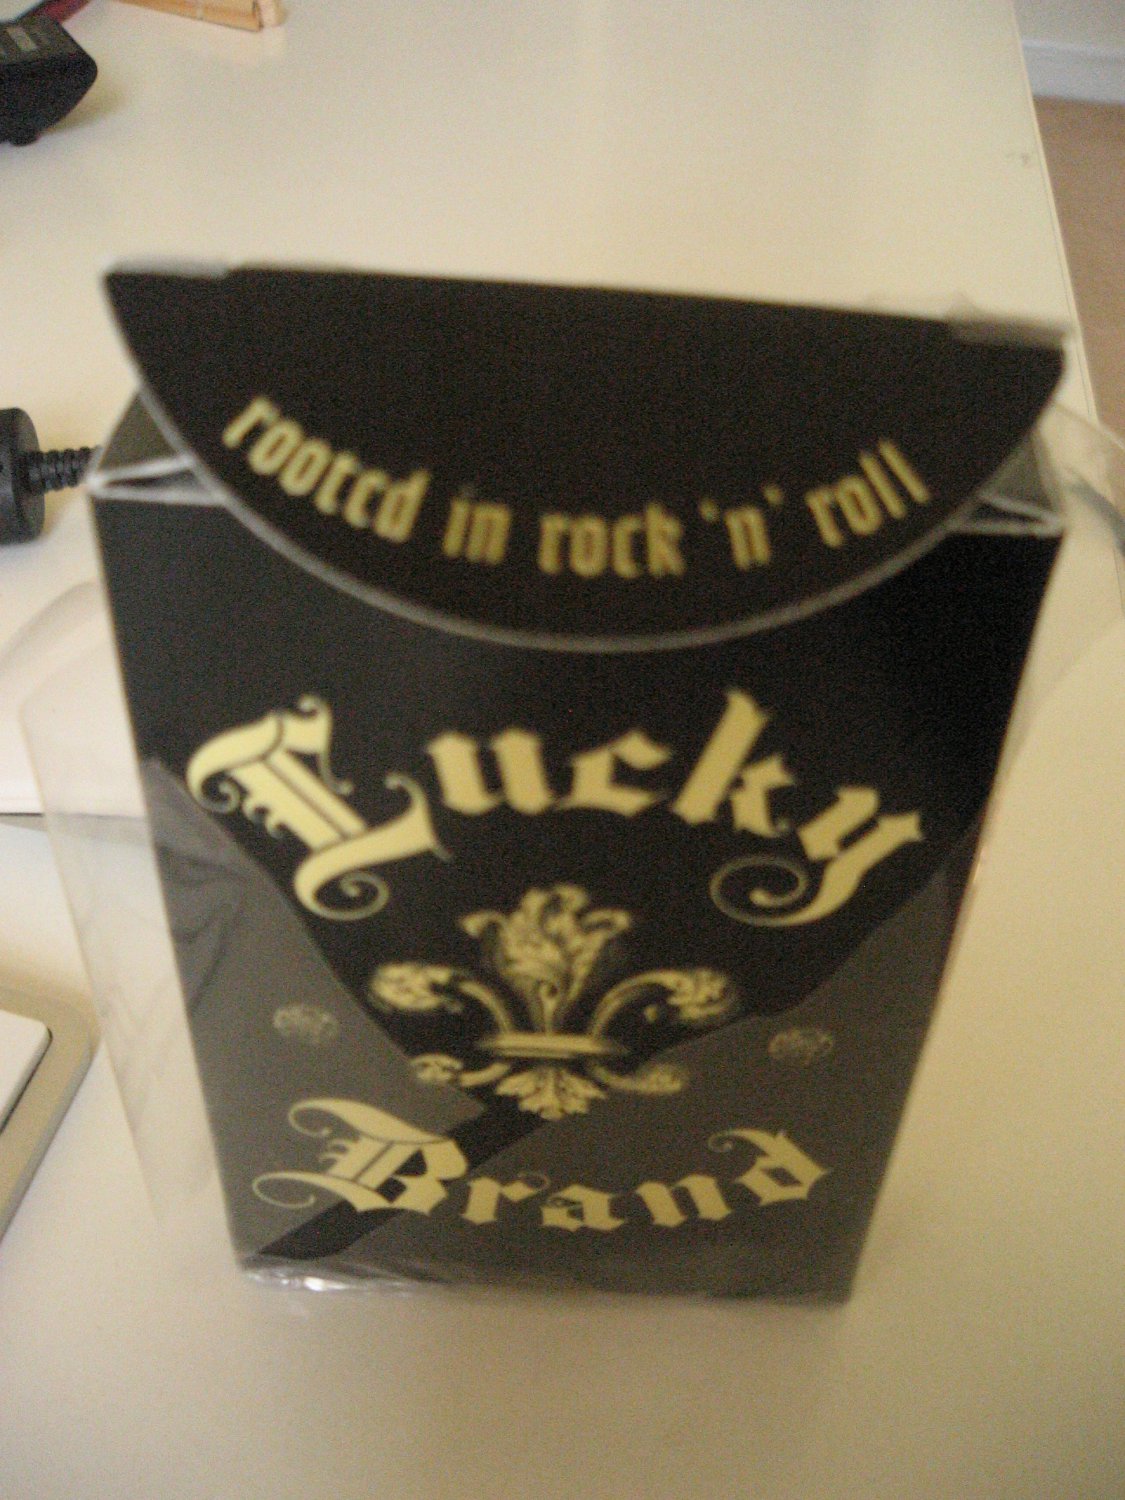 rooted in rock 'n' roll
Lucky
Brand